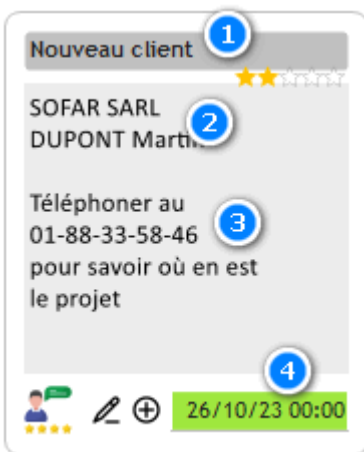 Nouveau client
1
SOFAR SARL
2
DUPONT
Téléphoner au
01-88-33-58-46
3
pour savoir où en est
le projet
4
26/10/23 00:00